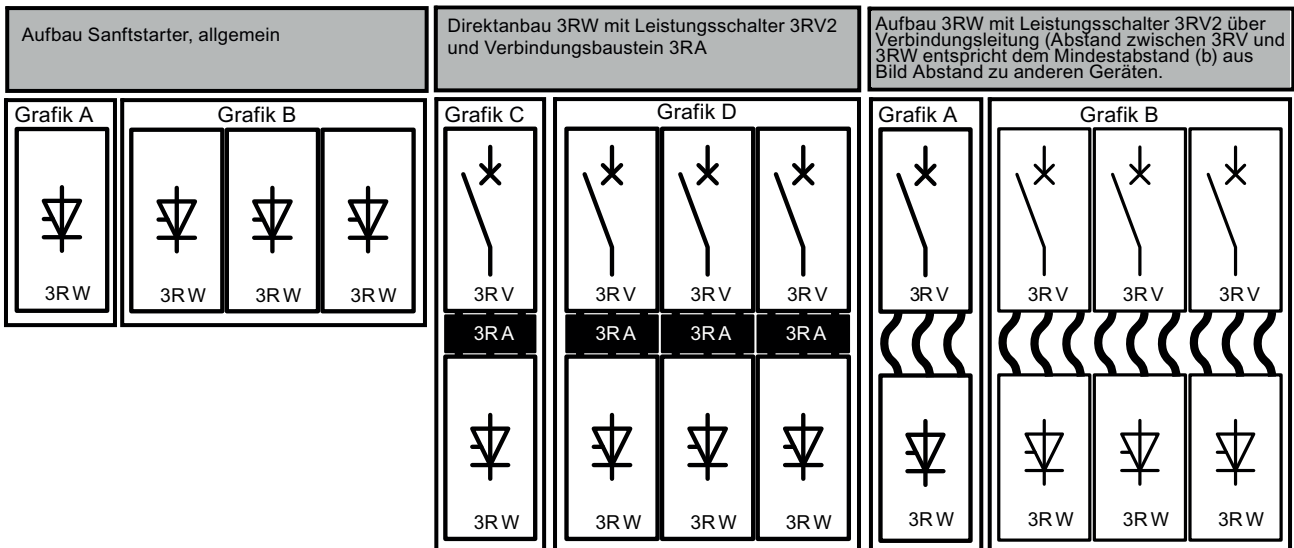 Aufbau Sanftstarter, allgemein
Direktanbau 3RW mit Leistungsschalter 3RV2
und Verbindungsbaustein 3RA
Aufbau 3RW mit Leistungsschalter 3RV2 über
Verbindungsleitung (Abstand zwischen 3RV und
3RW entspricht dem Mindestabstand (b) aus
Bild Abstand zu anderen Geräten.
Grafik A
Grafik B
Grafik C
Grafik D
Grafik A
Grafik B
3RW
3RW
3RW
3RW
3RV
3RV
3RV
3RV
3RV
3RV
3RV
3RV
3RA
3RA
3RA
3RA
3RW
3RW
3RW
3RW
3RW
3RW
3RW
3RW